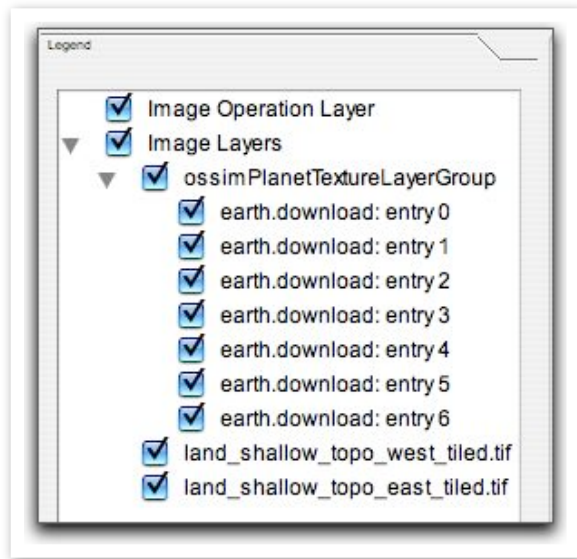 Legend
Image Operation Layer
Image Layers
ossimPlanetTextureLayerGroup
earth.download: entry 0
earth.download: entry 1
earth.download: entry 2
earth.download: entry 3
earth.download: entry 4
earth.download: entry 5
earth.download: entry 6
land_shallow_topo_west_tiled.tif
land_shallow_topo_east_tiled.tif